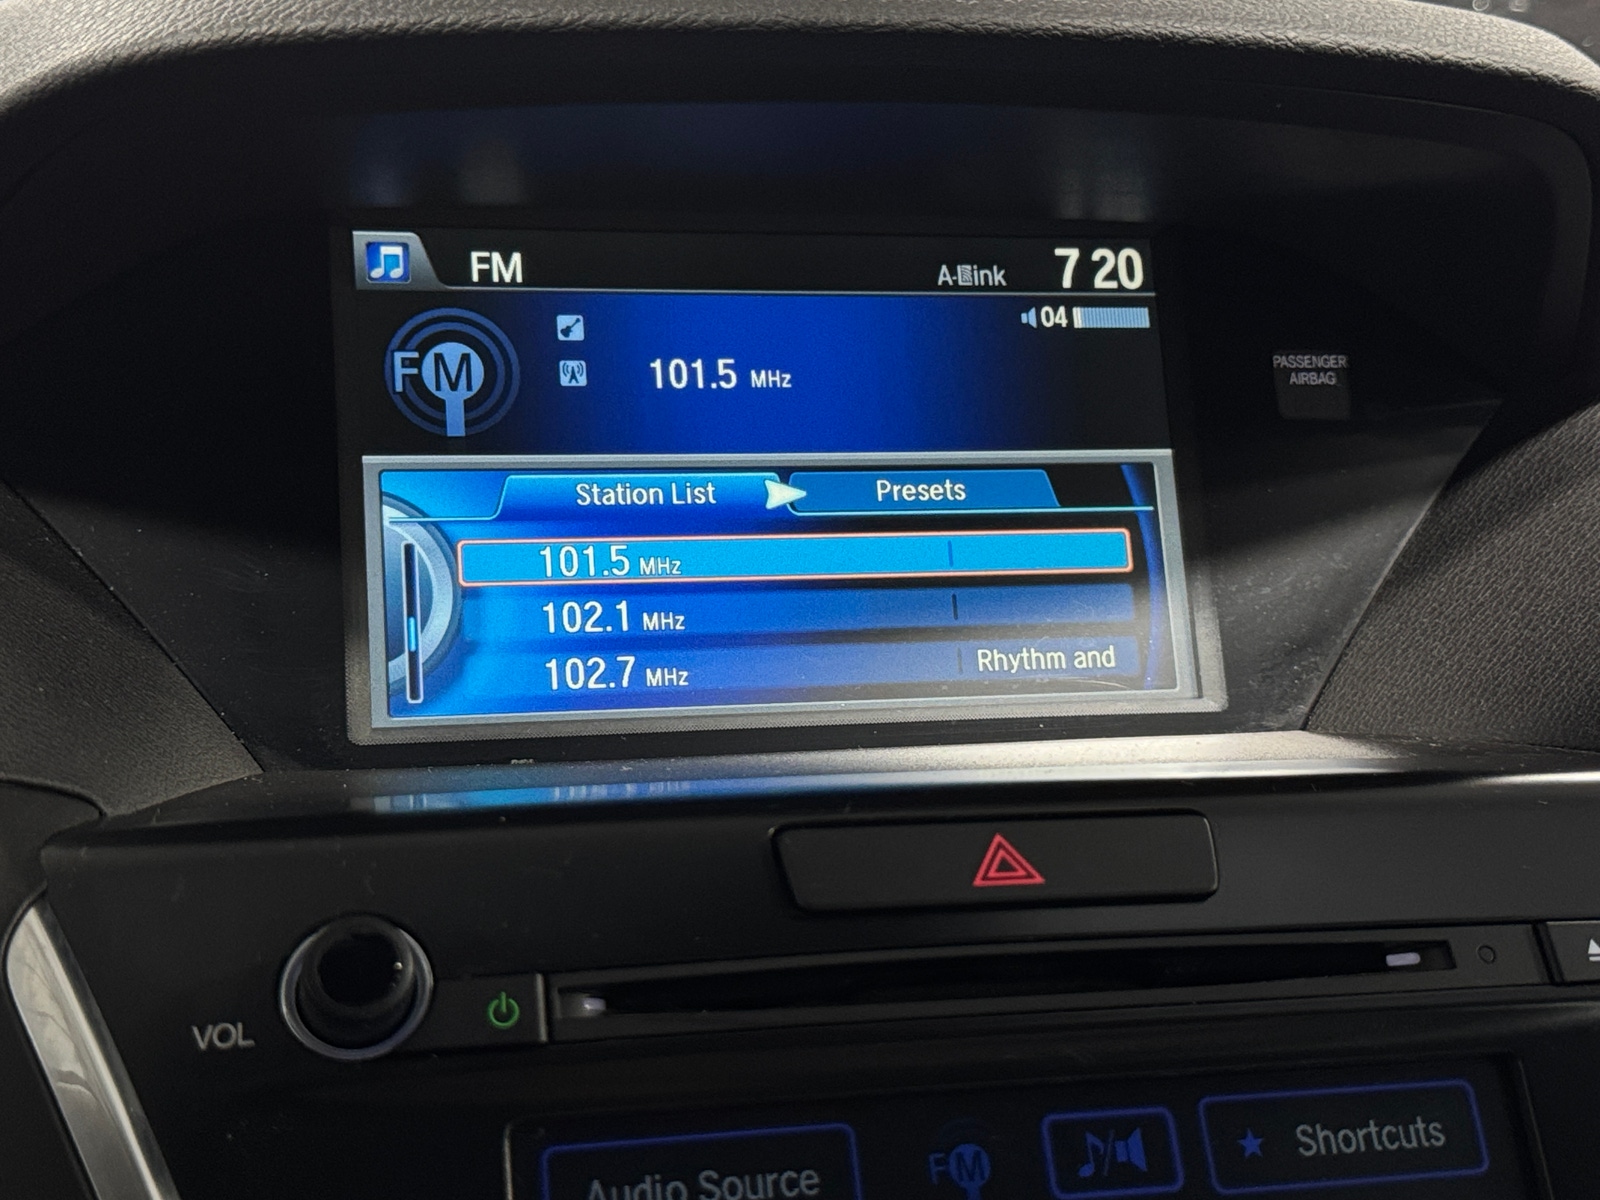 FM
A-Link
7 20
04
FM
101.5 MHz
Station List
Presets
101.5 MHz
102.1 MHz
102.7 MHz
Rhythm and
PASSENGER
AIRBAG
VOL
Audio Source
FM
Shortcuts